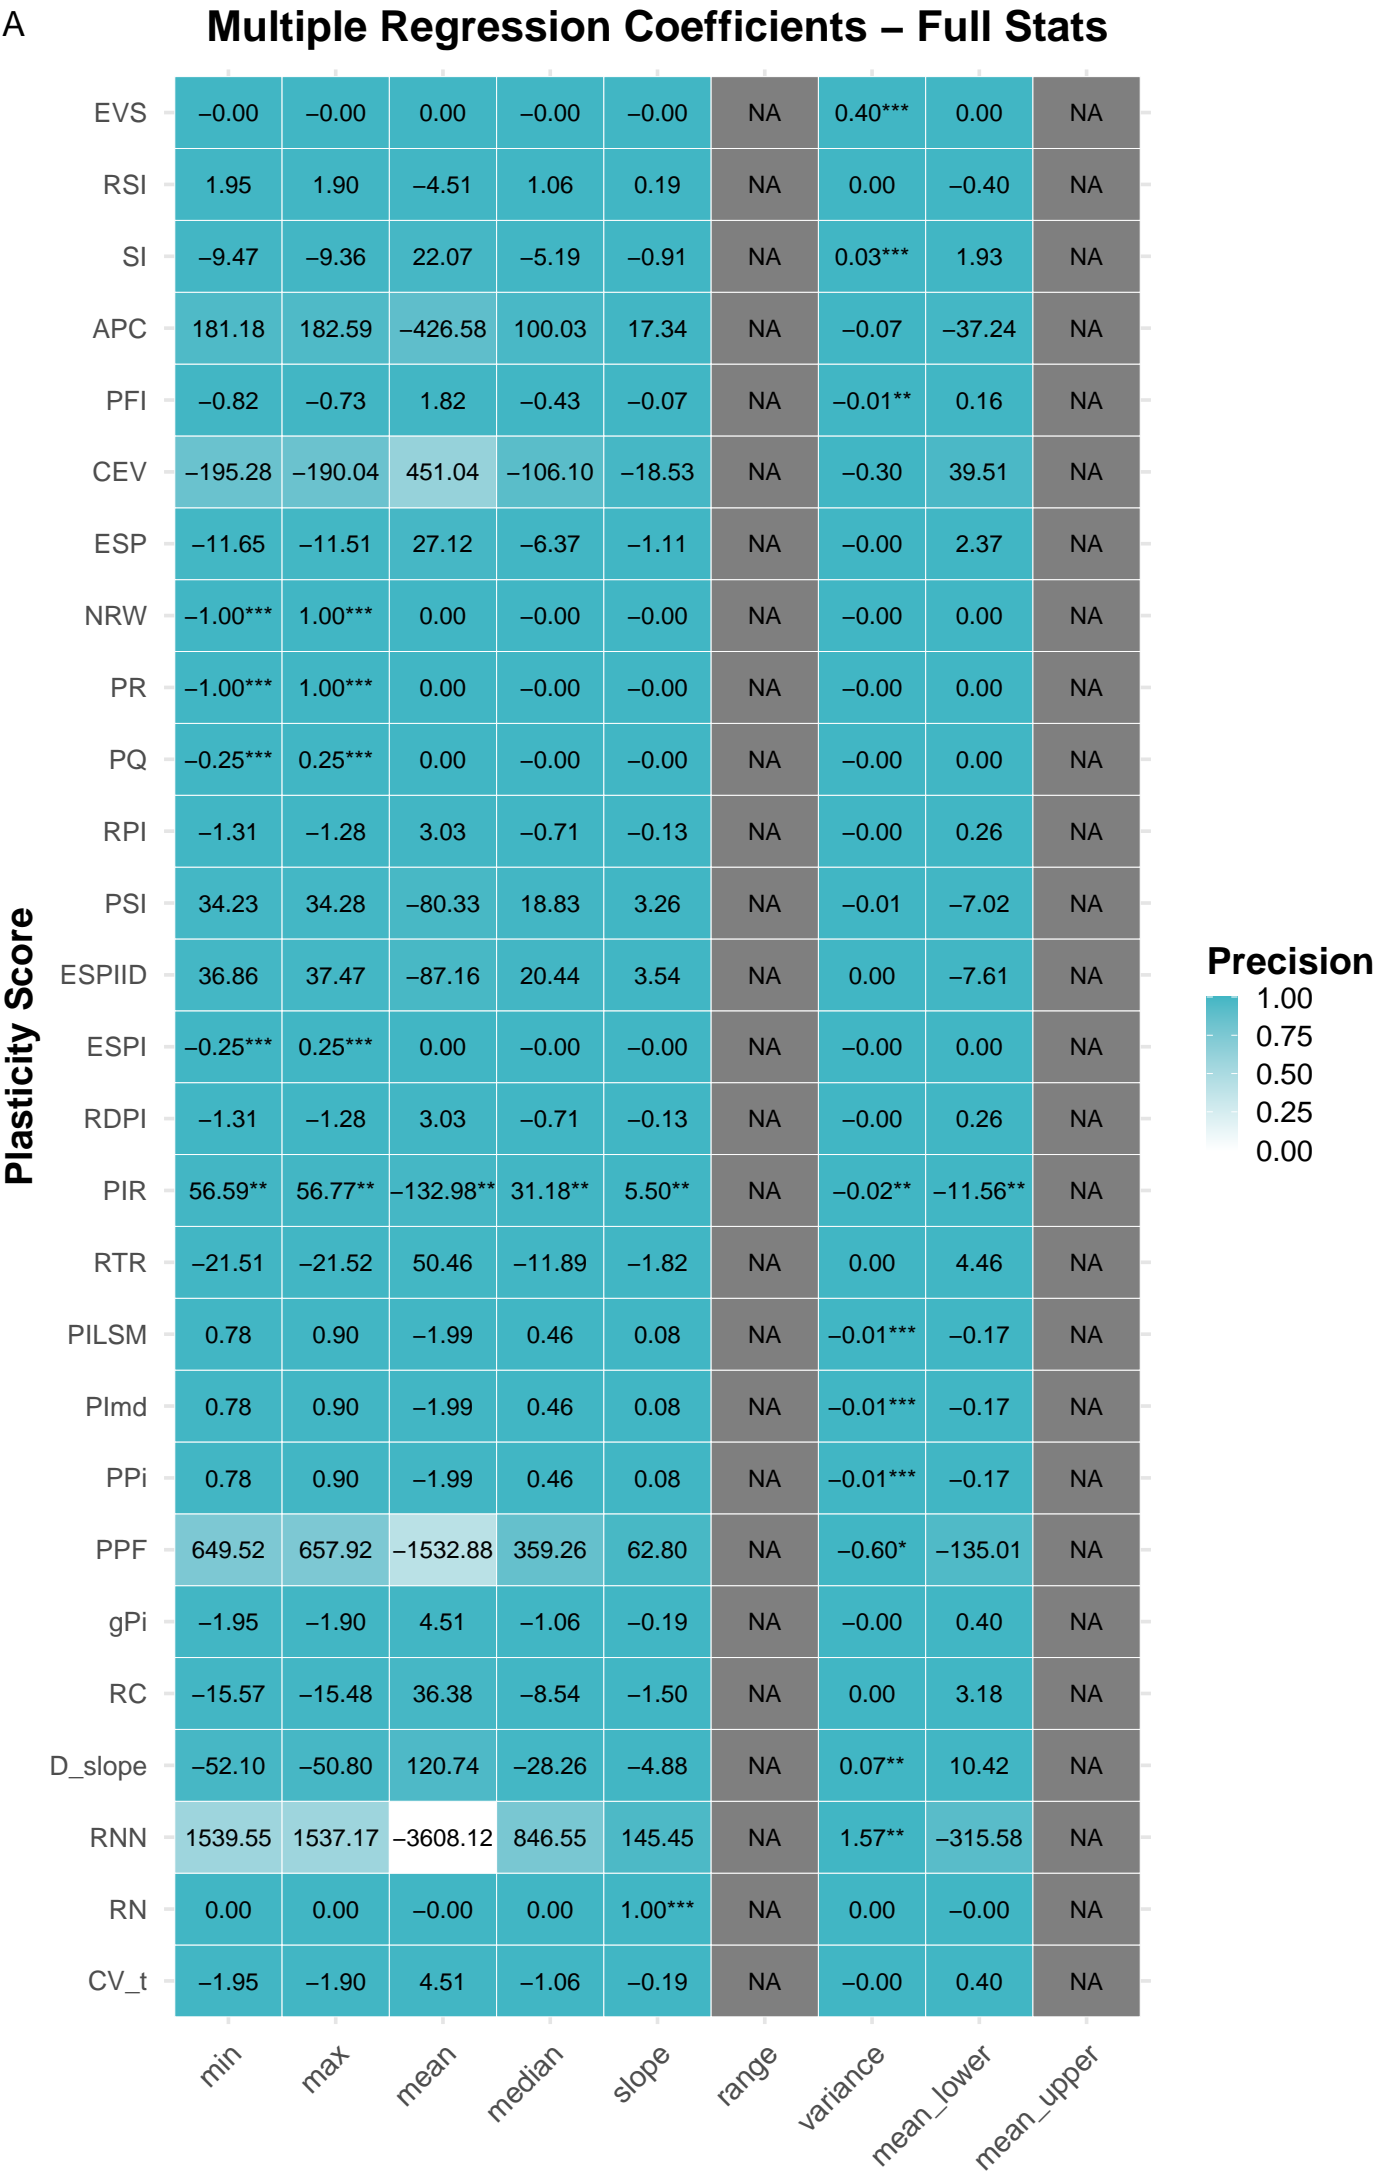 A
Multiple Regression Coefficients – Full Stats
EVS −0.00 −0.00 0.00 −0.00 −0.00 NA 0.40*** 0.00 NA
RSI 1.95 1.90 −4.51 1.06 0.19 NA 0.00 −0.40 NA
SI −9.47 −9.36 22.07 −5.19 −0.91 NA 0.03*** 1.93 NA
APC 181.18 182.59 −426.58 100.03 17.34 NA −0.07 −37.24 NA
PFI −0.82 −0.73 1.82 −0.43 −0.07 NA −0.01** 0.16 NA
CEV −195.28 −190.04 451.04 −106.10 −18.53 NA −0.30 39.51 NA
ESP −11.65 −11.51 27.12 −6.37 −1.11 NA −0.00 2.37 NA
NRW −1.00*** 1.00*** 0.00 −0.00 −0.00 NA −0.00 0.00 NA
PR −1.00*** 1.00*** 0.00 −0.00 −0.00 NA −0.00 0.00 NA
PQ −0.25*** 0.25*** 0.00 −0.00 −0.00 NA −0.00 0.00 NA
RPI −1.31 −1.28 3.03 −0.71 −0.13 NA −0.00 0.26 NA
PSI 34.23 34.28 −80.33 18.83 3.26 NA −0.01 −7.02 NA
ESPIID 36.86 37.47 −87.16 20.44 3.54 NA 0.00 −7.61 NA
ESPI −0.25*** 0.25*** 0.00 −0.00 −0.00 NA −0.00 0.00 NA
RDPI −1.31 −1.28 3.03 −0.71 −0.13 NA −0.00 0.26 NA
PIR 56.59** 56.77** −132.98** 31.18** 5.50** NA −0.02** −11.56** NA
RTR −21.51 −21.52 50.46 −11.89 −1.82 NA 0.00 4.46 NA
PILSM 0.78 0.90 −1.99 0.46 0.08 NA −0.01*** −0.17 NA
PImd 0.78 0.90 −1.99 0.46 0.08 NA −0.01*** −0.17 NA
PPi 0.78 0.90 −1.99 0.46 0.08 NA −0.01*** −0.17 NA
PPF 649.52 657.92 −1532.88 359.26 62.80 NA −0.60* −135.01 NA
gPi −1.95 −1.90 4.51 −1.06 −0.19 NA −0.00 0.40 NA
RC −15.57 −15.48 36.38 −8.54 −1.50 NA 0.00 3.18 NA
D_slope −52.10 −50.80 120.74 −28.26 −4.88 NA 0.07** 10.42 NA
RNN 1539.55 1537.17 −3608.12 846.55 145.45 NA 1.57** −315.58 NA
RN 0.00 0.00 −0.00 0.00 1.00*** NA 0.00 −0.00 NA
CV_t −1.95 −1.90 4.51 −1.06 −0.19 NA −0.00 0.40 NA
min max mean median slope range variance mean_lower mean_upper
Plasticity Score
Precision
1.00
0.75
0.50
0.25
0.00